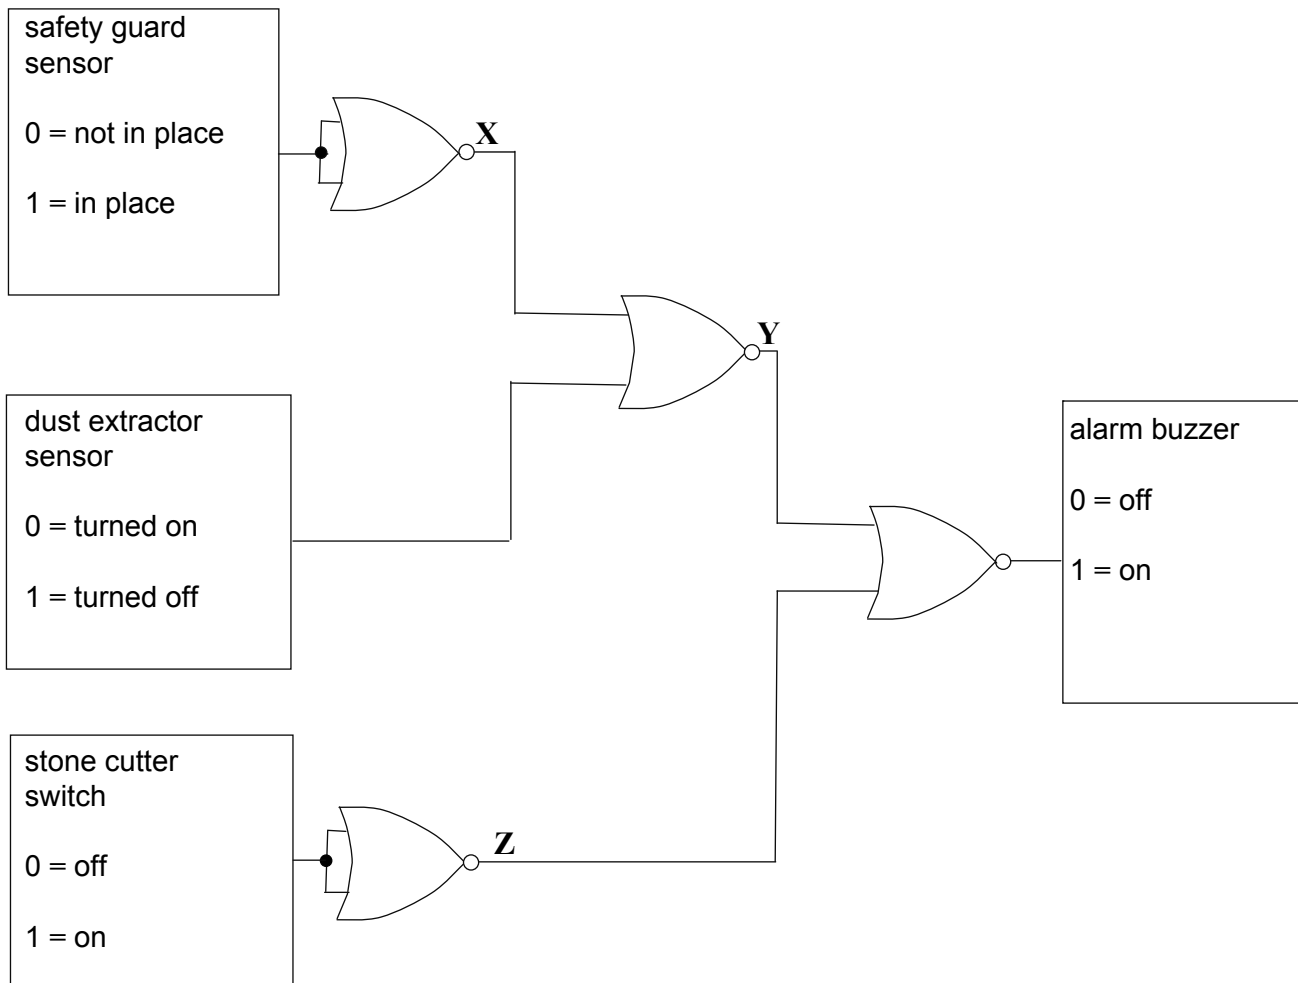 safety guard
sensor
0 = not in place
1 = in place
X
Y
dust extractor
sensor
0 = turned on
1 = turned off
alarm buzzer
0 = off
1 = on
stone cutter
switch
0 = off
1 = on
Z